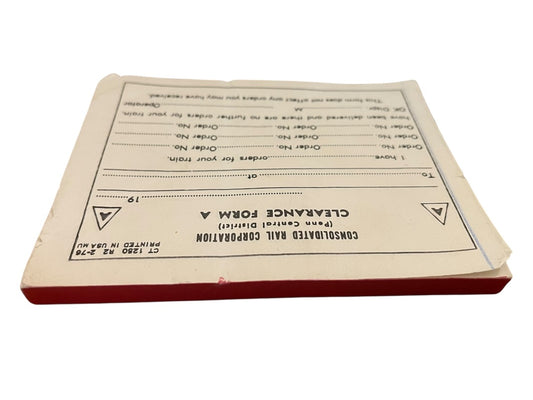 CT 1250 R2 2-76
PRINTED IN USA MU
CONSOLIDATED RAIL CORPORATION
(Penn Central District)
CLEARANCE FORM A
A A
19
To at
I have orders for your train.
Order No. Order No. Order No.
Order No. Order No. Order No.
Order No. Order No. Order No.
have been delivered and there are no further orders for your train.
OK Dispr M Operator
This form does not affect any orders you may have received.